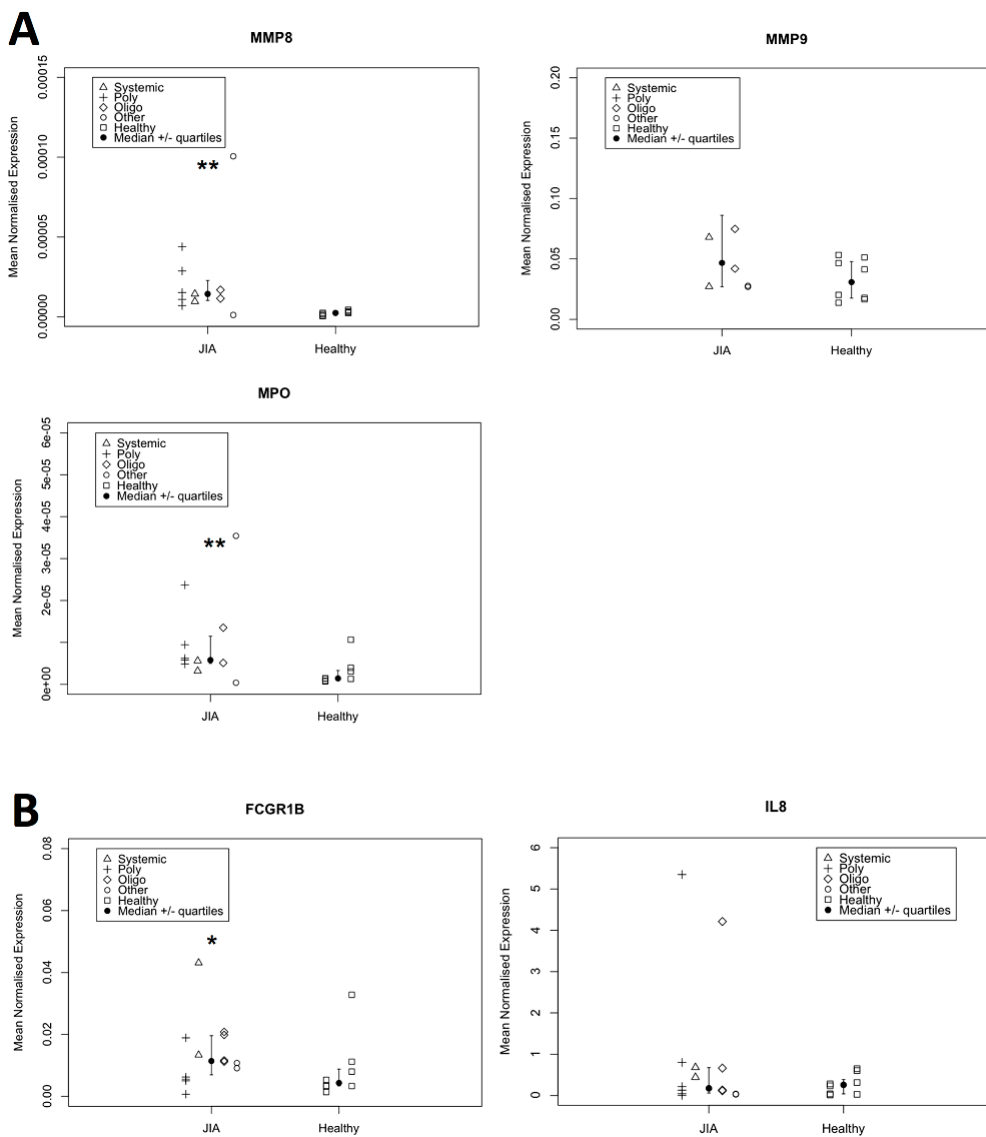 A
MMP8
Mean Normalised Expression
0.00015
0.00010
0.00005
0.00000
Systemic
Poly
Oligo
Other
Healthy
Median +/- quartiles
**
JIA Healthy
MMP9
Mean Normalised Expression
0.20
0.15
0.10
0.05
0.00
Systemic
Poly
Oligo
Other
Healthy
Median +/- quartiles
JIA Healthy
MPO
Mean Normalised Expression
6e-05
5e-05
4e-05
3e-05
2e-05
0e+00
Systemic
Poly
Oligo
Other
Healthy
Median +/- quartiles
**
JIA Healthy
B
FCGR1B
Mean Normalised Expression
0.08
0.06
0.04
0.02
0.00
Systemic
Poly
Oligo
Other
Healthy
Median +/- quartiles
*
JIA Healthy
IL8
Mean Normalised Expression
6
5
4
3
2
1
0
Systemic
Poly
Oligo
Other
Healthy
Median +/- quartiles
JIA Healthy